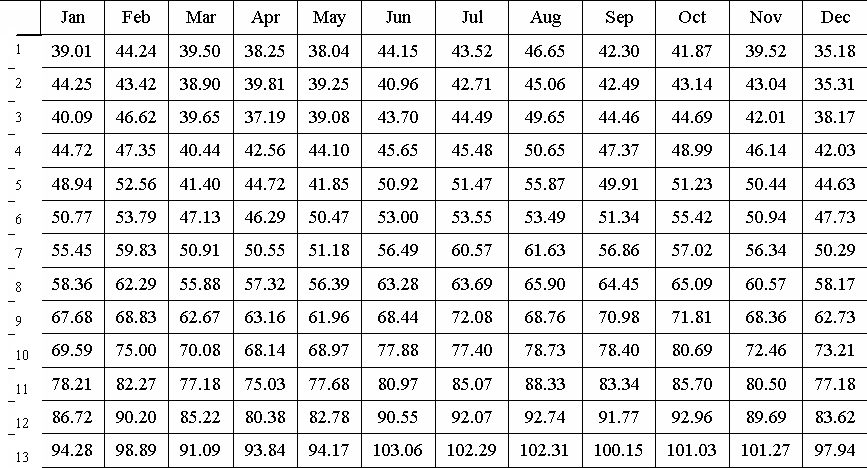 Jan Feb Mar Apr May Jun Jul Aug Sep Oct Nov Dec
1 39.01 44.24 39.50 38.25 38.04 44.15 43.52 46.65 42.30 41.87 39.52 35.18
2 44.25 43.42 38.90 39.81 39.25 40.96 42.71 45.06 42.49 43.14 43.04 35.31
3 40.09 46.62 39.65 37.19 39.08 43.70 44.49 49.65 44.46 44.69 42.01 38.17
4 44.72 47.35 40.44 42.56 44.10 45.65 45.48 50.65 47.37 48.99 46.14 42.03
5 48.94 52.56 41.40 44.72 41.85 50.92 51.47 55.87 49.91 51.23 50.44 44.63
6 50.77 53.79 47.13 46.29 50.47 53.00 53.55 53.49 51.34 55.42 50.94 47.73
7 55.45 59.83 50.91 50.55 51.18 56.49 60.57 61.63 56.86 57.02 56.34 50.29
8 58.36 62.29 55.88 57.32 56.39 63.28 63.69 65.90 64.45 65.09 60.57 58.17
9 67.68 68.83 62.67 63.16 61.96 68.44 72.08 68.76 70.98 71.81 68.36 62.73
10 69.59 75.00 70.08 68.14 68.97 77.88 77.40 78.73 78.40 80.69 72.46 73.21
11 78.21 82.27 77.18 75.03 77.68 80.97 85.07 88.33 83.34 85.70 80.50 77.18
12 86.72 90.20 85.22 80.38 82.78 90.55 92.07 92.74 91.77 92.96 89.69 83.62
13 94.28 98.89 91.09 93.84 94.17 103.06 102.29 102.31 100.15 101.03 101.27 97.94